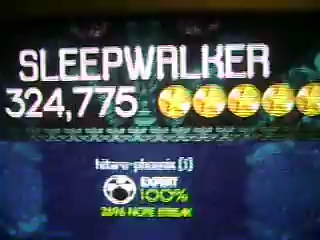 SLEEPWALKER
324,775
EXPERT
100%
2696 NOTE STREAK